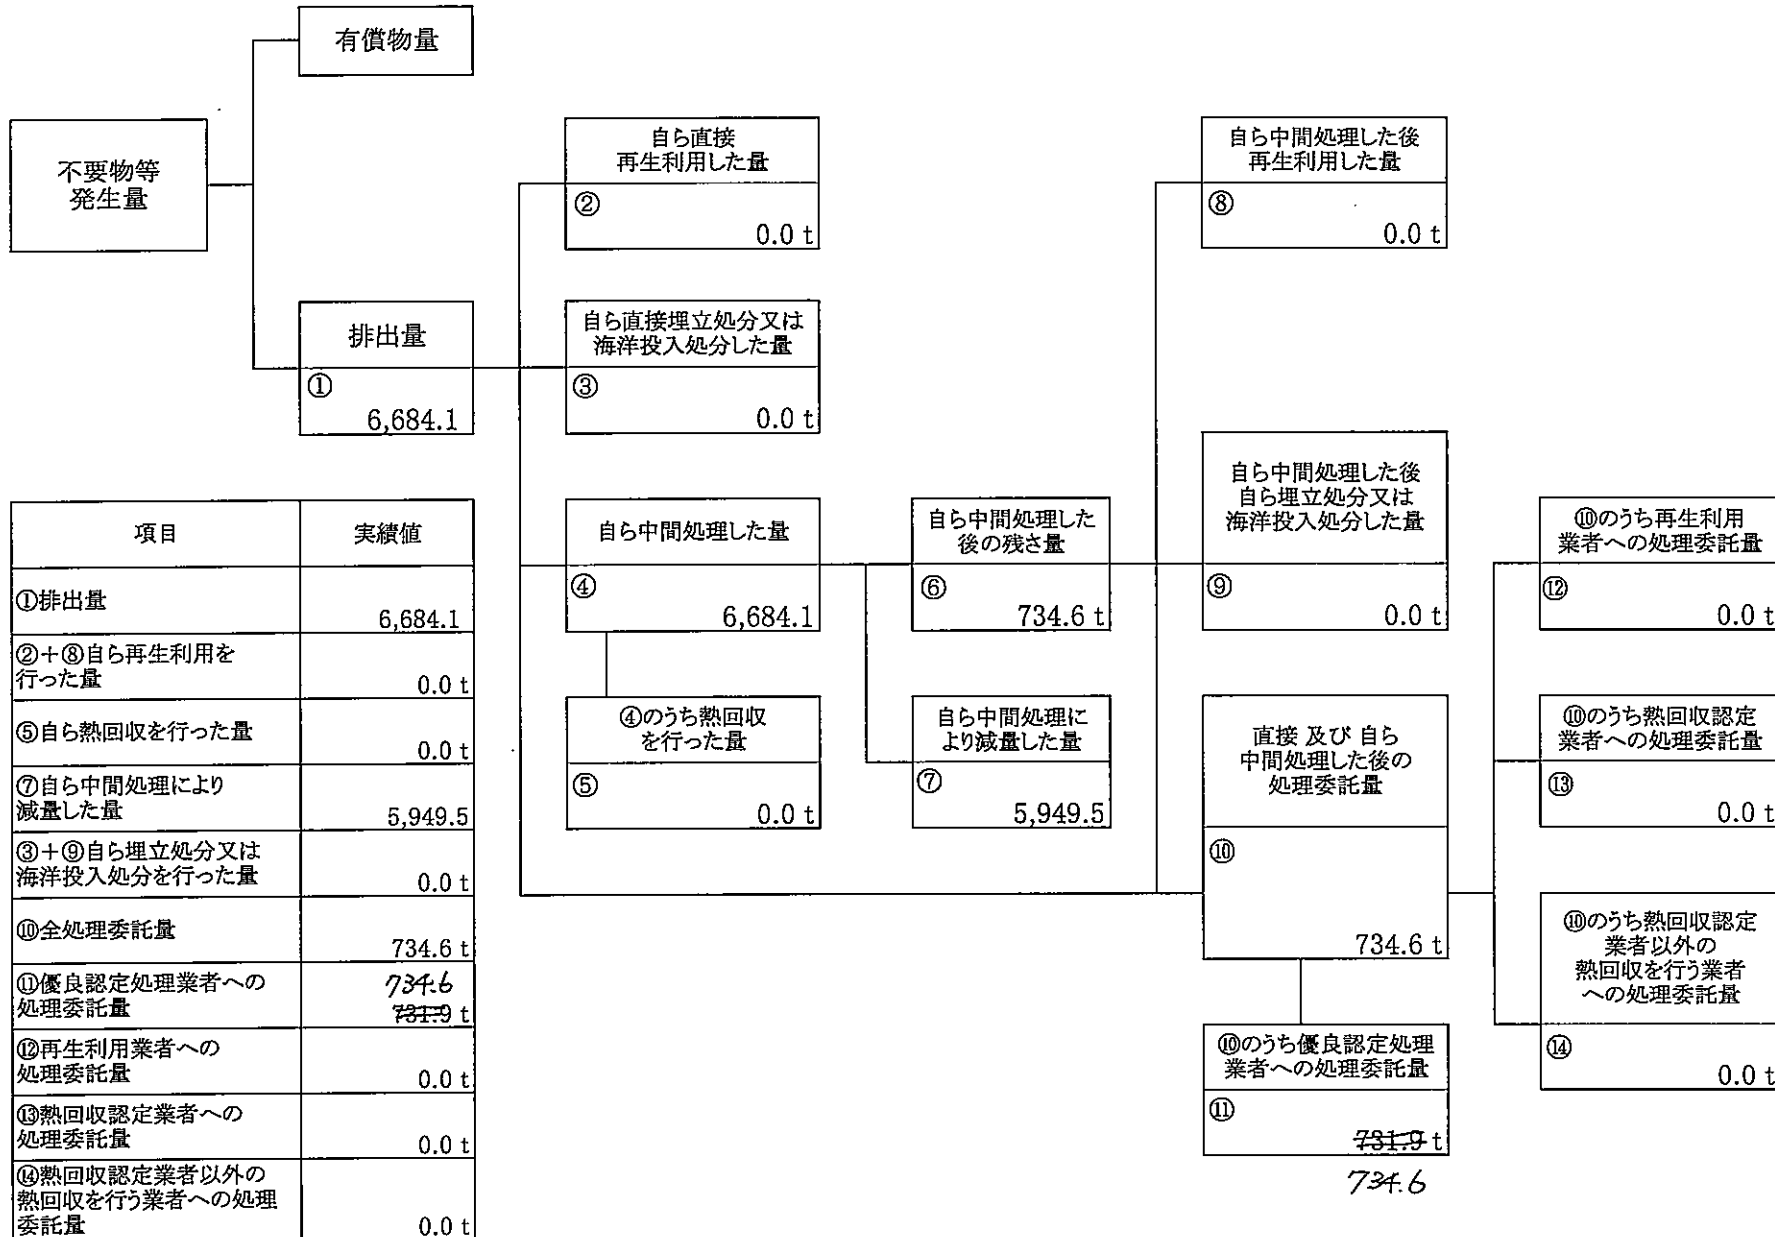 有償物量
不要物等
発生量
自ら直接
再生利用した量
②
0.0 t
自ら中間処理した後
再生利用した量
⑧
0.0 t
排出量
①
6,684.1
自ら直接埋立処分又は
海洋投入処分した量
③
0.0 t
自ら中間処理した量
④
6,684.1
自ら中間処理した
後の残さ量
⑥
734.6 t
自ら中間処理した後
自ら埋立処分又は
海洋投入処分した量
⑨
0.0 t
⑩のうち再生利用
業者への処理委託量
⑫
0.0 t
④のうち熱回収
を行った量
⑤
0.0 t
自ら中間処理に
より減量した量
⑦
5,949.5
直接 及び 自ら
中間処理した後の
処理委託量
⑩
734.6 t
⑩のうち熱回収認定
業者への処理委託量
⑬
0.0 t
⑩のうち熱回収認定
業者以外の
熱回収を行う業者
への処理委託量
⑭
0.0 t
⑩のうち優良認定処理
業者への処理委託量
⑪
731.9 t
734.6
項目 実績値
①排出量
6,684.1
②+⑧自ら再生利用を
行った量
0.0 t
⑤自ら熱回収を行った量
0.0 t
⑦自ら中間処理により
減量した量
5,949.5
③+⑨自ら埋立処分又は
海洋投入処分を行った量
0.0 t
⑩全処理委託量
734.6 t
⑪優良認定処理業者への
処理委託量
734.6
731.9 t
⑫再生利用業者への
処理委託量
0.0 t
⑬熱回収認定業者への
処理委託量
0.0 t
⑭熱回収認定業者以外の
熱回収を行う業者への処理
委託量
0.0 t